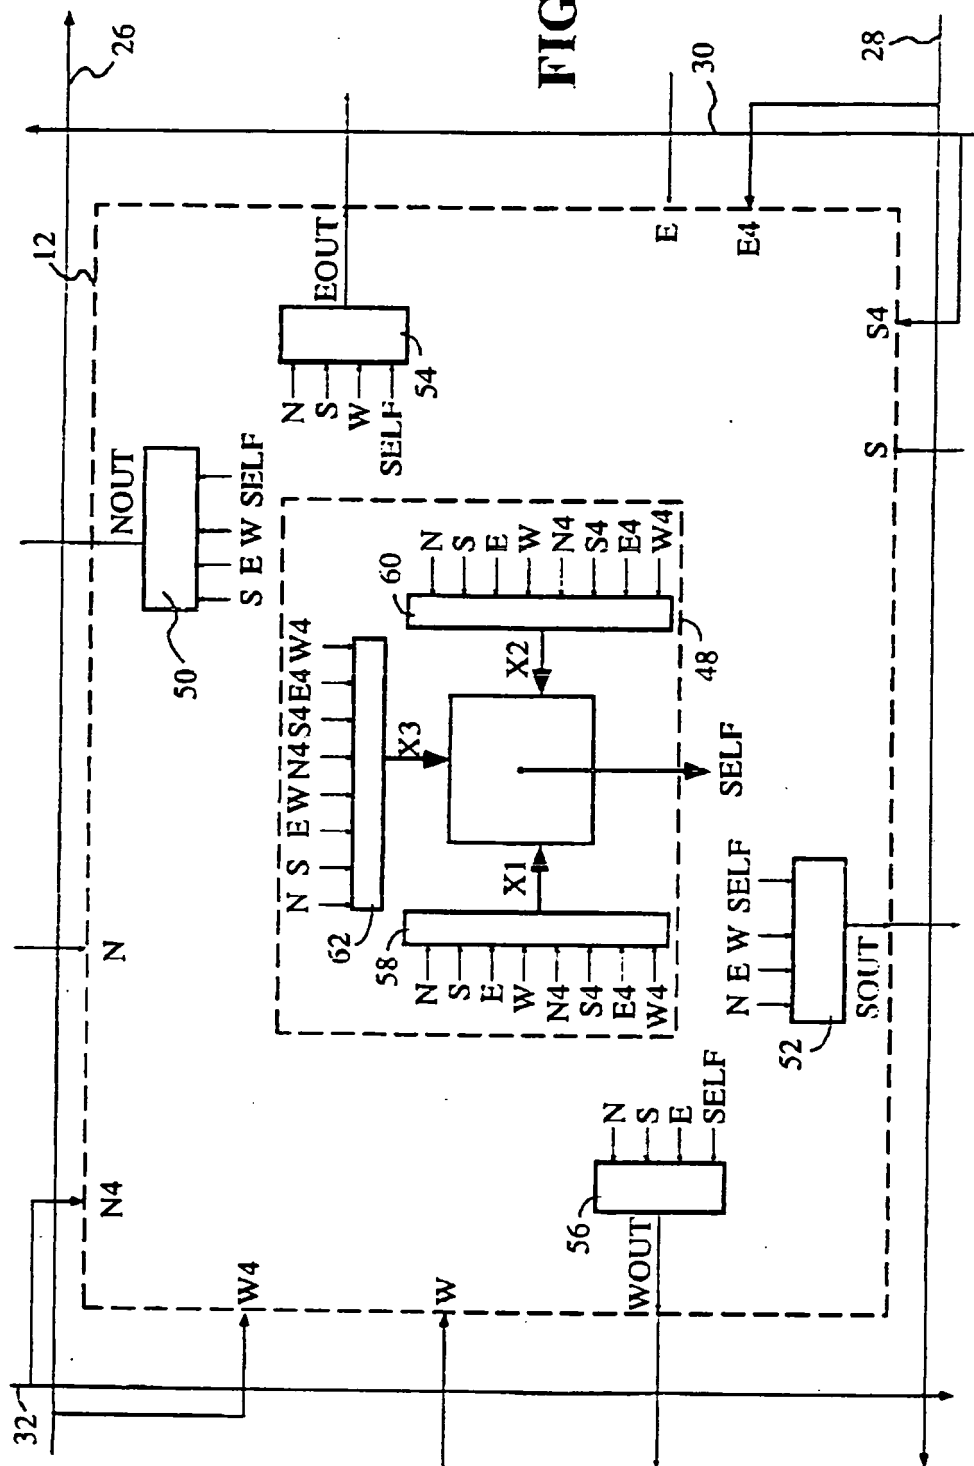 FIG
26
28
30
32
12
N4
N
NOUT
50
S E W SELF
W4
W
WOUT
56
N
S
E
SELF
EOUT
54
N
S
W
SELF
E
E4
S4
S
SOUT
52
N E W SELF
48
SELF
62
N S E W N4 S4 E4 W4
X3
58
N
S
E
W
N4
S4
E4
W4
X1
60
N
S
E
W
N4
S4
E4
W4
X2